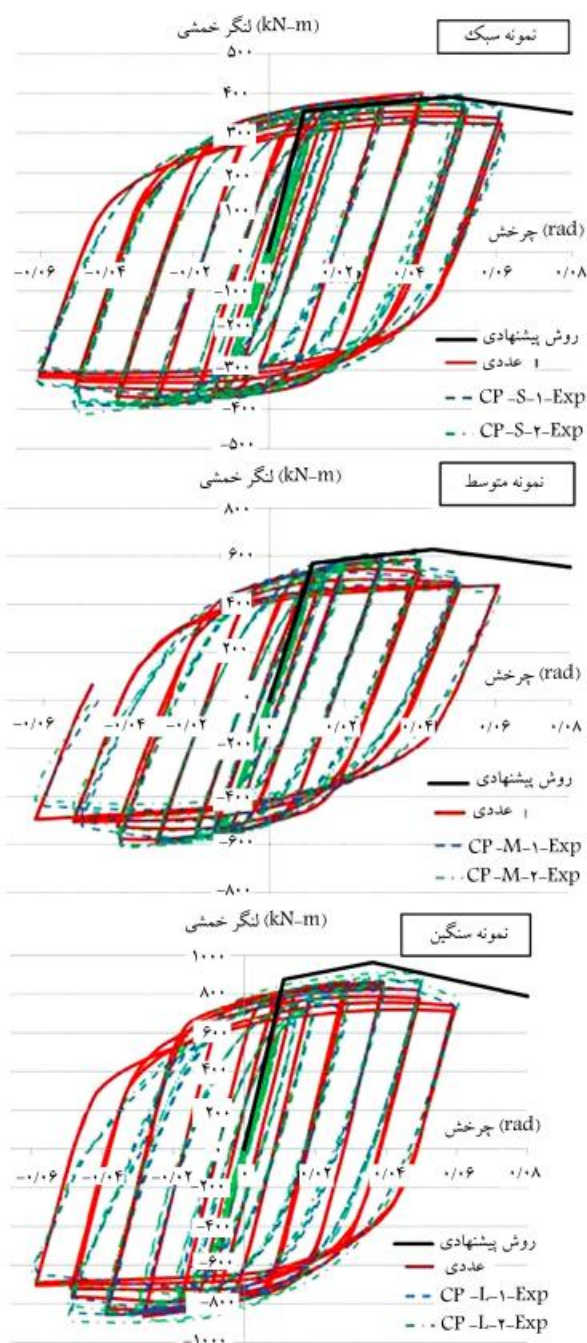 لنگر خمشی (kN-m)
نمونه سبک
۵۰۰
۴۰۰
۳۰۰
۲۰۰
۱۰۰
۰
-۱۰۰
-۲۰۰
-۳۰۰
-۴۰۰
-۵۰۰
چرخش (rad)
-۰/۰۶ -۰/۰۴ -۰/۰۲ ۰/۰۲ ۰/۰۴ ۰/۰۶ ۰/۰۸
روش پیشنهادی
عددی
CP-S-۱-Exp
CP-S-۲-Exp
لنگر خمشی (kN-m)
نمونه متوسط
۸۰۰
۶۰۰
۴۰۰
۲۰۰
۰
-۲۰۰
-۴۰۰
-۶۰۰
-۸۰۰
چرخش (rad)
-۰/۰۶ -۰/۰۴ -۰/۰۲ ۰/۰۲ ۰/۰۴ ۰/۰۶ ۰/۰۸
روش پیشنهادی
عددی
CP-M-۱-Exp
CP-M-۲-Exp
لنگر خمشی (kN-m)
نمونه سنگین
۱۰۰۰
۸۰۰
۶۰۰
۴۰۰
۲۰۰
۰
-۲۰۰
-۴۰۰
-۶۰۰
-۸۰۰
-۱۰۰۰
چرخش (rad)
-۰/۰۶ -۰/۰۴ -۰/۰۲ ۰/۰۲ ۰/۰۴ ۰/۰۶ ۰/۰۸
روش پیشنهادی
عددی
CP-L-۱-Exp
CP-L-۲-Exp